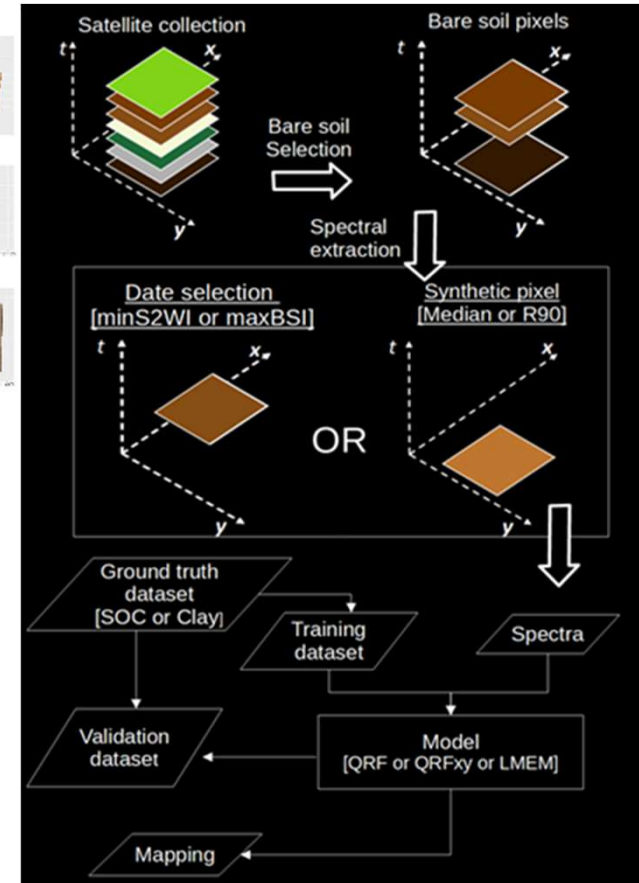 Satellite collection
t
x
y
Bare soil
Selection
Bare soil pixels
t
x
y
Spectral
extraction
Date selection
[minS2WI or maxBSI]
t
x
y
OR
Synthetic pixel
[Median or R90]
t
x
y
Ground truth
dataset
[SOC or Clay]
Training
dataset
Spectra
Validation
dataset
Model
[QRF or QRFxy or LMEM]
Mapping